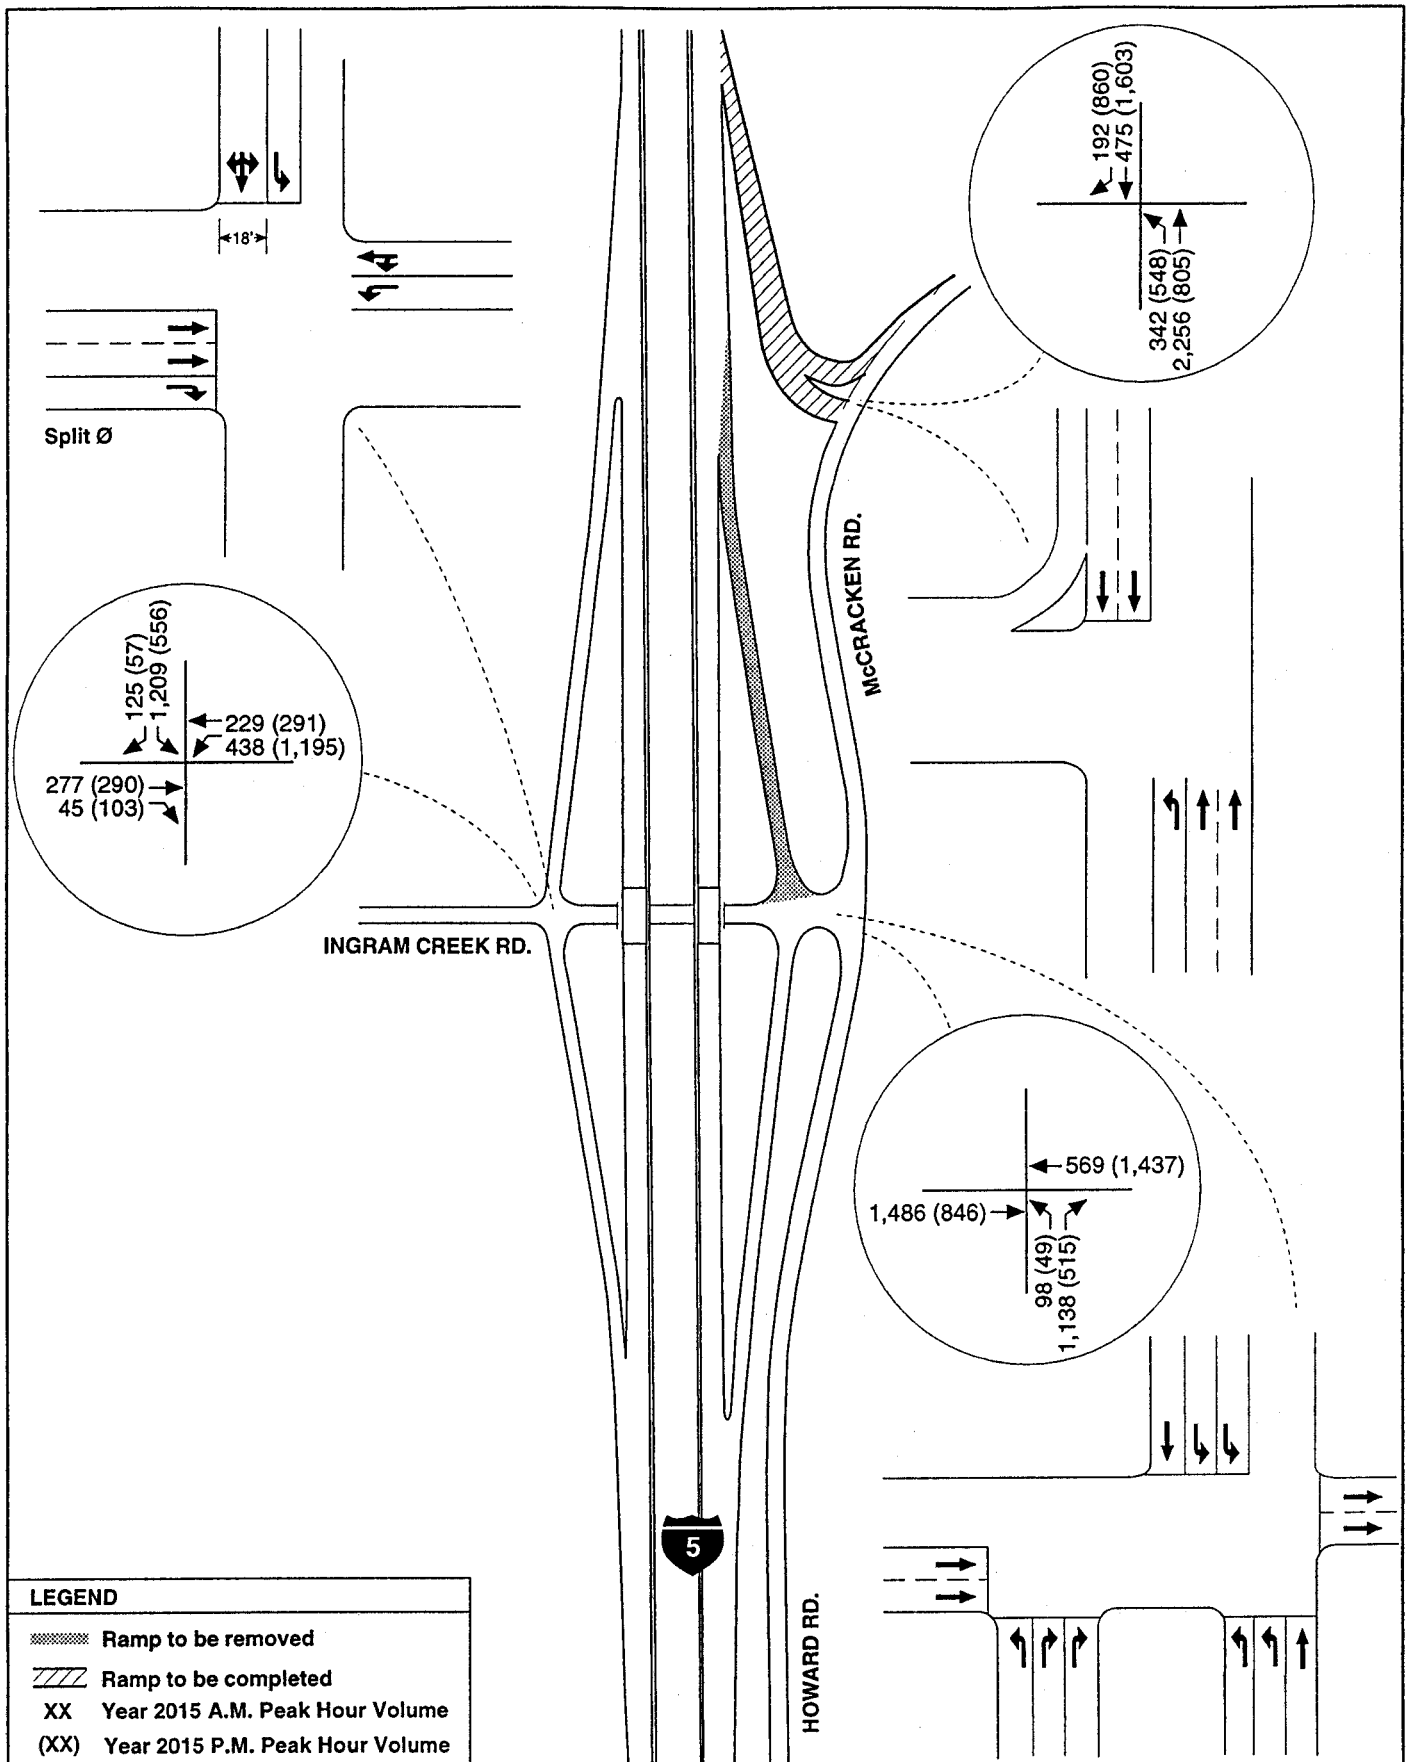 192 (860)
475 (1,603)
342 (548)
2,256 (805)
18'
Split Ø
McCRACKEN RD.
125 (57)
1,209 (556)
229 (291)
438 (1,195)
277 (290)
45 (103)
INGRAM CREEK RD.
569 (1,437)
1,486 (846)
98 (49)
1,138 (515)
5
HOWARD RD.
LEGEND
Ramp to be removed
Ramp to be completed
XX Year 2015 A.M. Peak Hour Volume
(XX) Year 2015 P.M. Peak Hour Volume